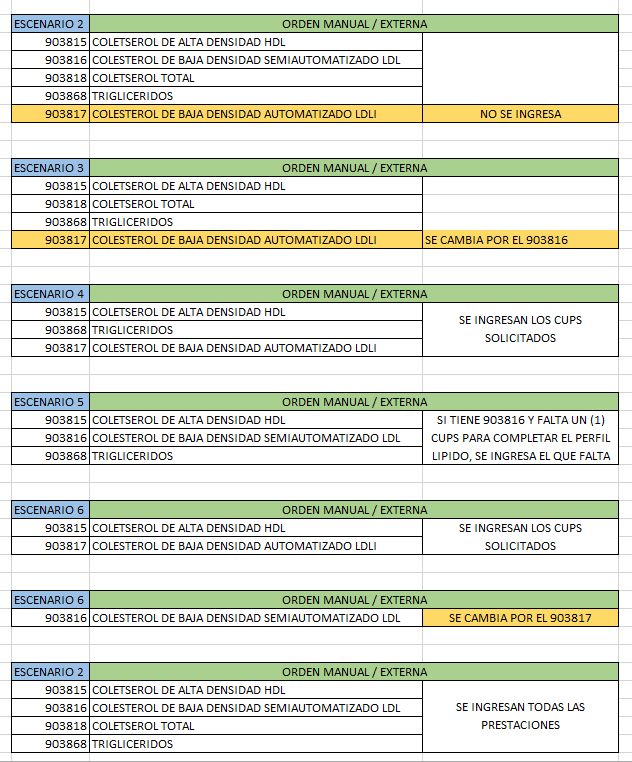 ESCENARIO 2 ORDEN MANUAL / EXTERNA
903815 COLETSEROL DE ALTA DENSIDAD HDL
903816 COLESTEROL DE BAJA DENSIDAD SEMIAUTOMATIZADO LDL
903818 COLETSEROL TOTAL
903868 TRIGLICERIDOS
903817 COLESTEROL DE BAJA DENSIDAD AUTOMATIZADO LDLI NO SE INGRESA
ESCENARIO 3 ORDEN MANUAL / EXTERNA
903815 COLETSEROL DE ALTA DENSIDAD HDL
903818 COLETSEROL TOTAL
903868 TRIGLICERIDOS
903817 COLESTEROL DE BAJA DENSIDAD AUTOMATIZADO LDLI SE CAMBIA POR EL 903816
ESCENARIO 4 ORDEN MANUAL / EXTERNA
903815 COLETSEROL DE ALTA DENSIDAD HDL
903868 TRIGLICERIDOS
903817 COLESTEROL DE BAJA DENSIDAD AUTOMATIZADO LDLI
SE INGRESAN LOS CUPS
SOLICITADOS
ESCENARIO 5 ORDEN MANUAL / EXTERNA
903815 COLETSEROL DE ALTA DENSIDAD HDL SI TIENE 903816 Y FALTA UN (1)
903816 COLESTEROL DE BAJA DENSIDAD SEMIAUTOMATIZADO LDL CUPS PARA COMPLETAR EL PERFIL
903868 TRIGLICERIDOS LIPIDO, SE INGRESA EL QUE FALTA
ESCENARIO 6 ORDEN MANUAL / EXTERNA
903815 COLETSEROL DE ALTA DENSIDAD HDL SE INGRESAN LOS CUPS
903817 COLESTEROL DE BAJA DENSIDAD AUTOMATIZADO LDLI SOLICITADOS
ESCENARIO 6 ORDEN MANUAL / EXTERNA
903816 COLESTEROL DE BAJA DENSIDAD SEMIAUTOMATIZADO LDL SE CAMBIA POR EL 903817
ESCENARIO 2 ORDEN MANUAL / EXTERNA
903815 COLETSEROL DE ALTA DENSIDAD HDL
903816 COLESTEROL DE BAJA DENSIDAD SEMIAUTOMATIZADO LDL
903818 COLETSEROL TOTAL
903868 TRIGLICERIDOS
SE INGRESAN TODAS LAS
PRESTACIONES